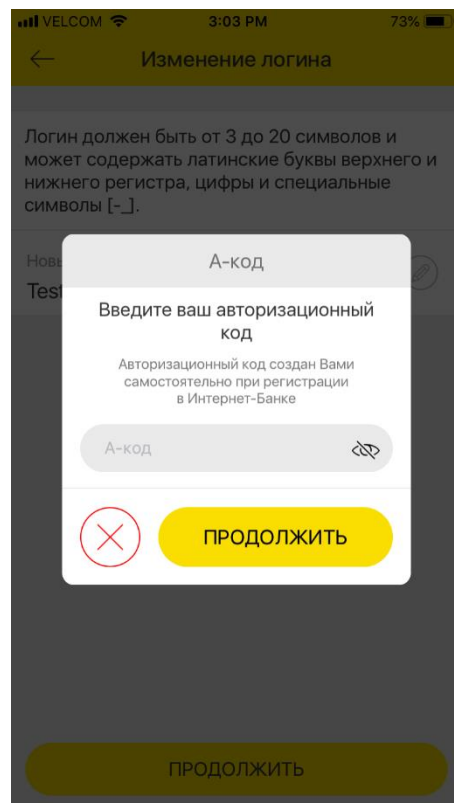 VELCOM 3:03 PM 73%
Изменение логина
Логин должен быть от 3 до 20 символов и
может содержать латинские буквы верхнего и
нижнего регистра, цифры и специальные
символы [-_].
А-код
Введите ваш авторизационный
код
Авторизационный код создан Вами
самостоятельно при регистрации
в Интернет-Банке
А-код
ПРОДОЛЖИТЬ
ПРОДОЛЖИТЬ